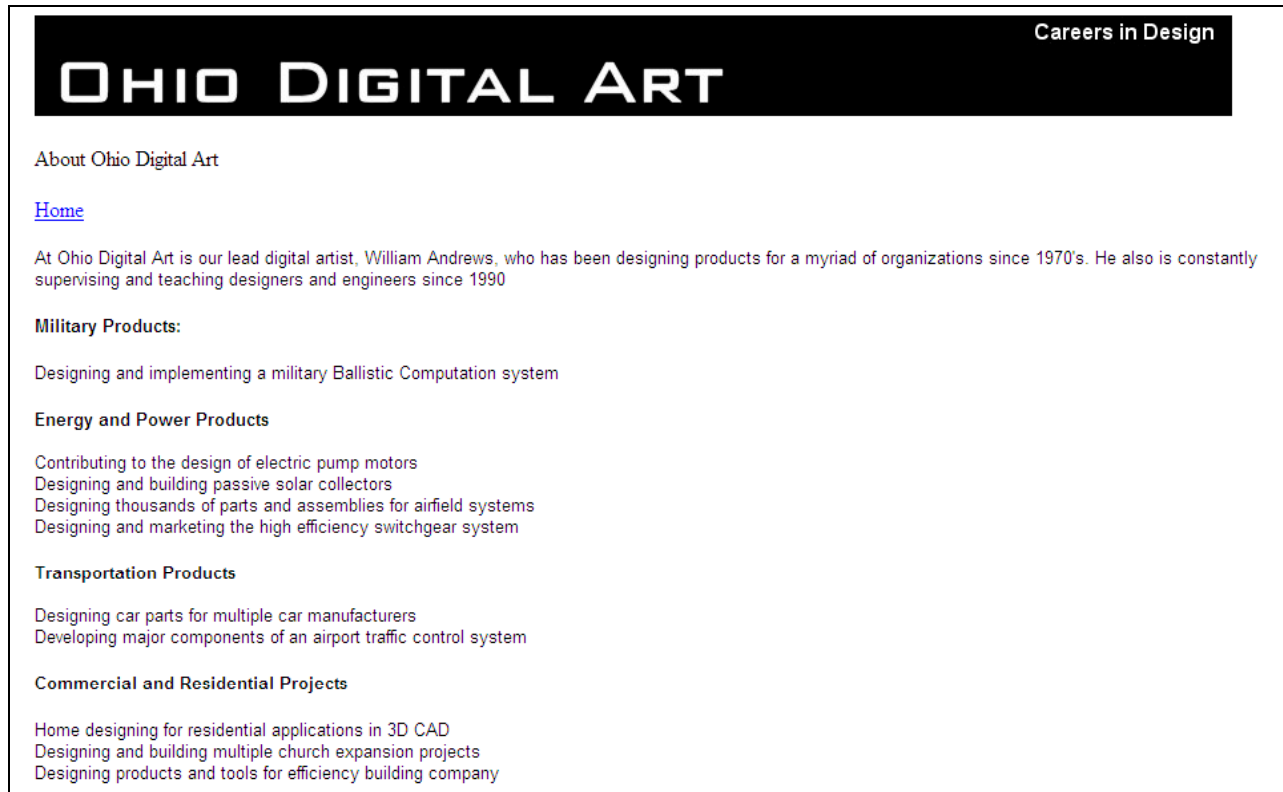 Careers in Design
OHIO DIGITAL ART
About Ohio Digital Art
Home
At Ohio Digital Art is our lead digital artist, William Andrews, who has been designing products for a myriad of organizations since 1970's. He also is constantly
supervising and teaching designers and engineers since 1990
Military Products:
Designing and implementing a military Ballistic Computation system
Energy and Power Products
Contributing to the design of electric pump motors
Designing and building passive solar collectors
Designing thousands of parts and assemblies for airfield systems
Designing and marketing the high efficiency switchgear system
Transportation Products
Designing car parts for multiple car manufacturers
Developing major components of an airport traffic control system
Commercial and Residential Projects
Home designing for residential applications in 3D CAD
Designing and building multiple church expansion projects
Designing products and tools for efficiency building company